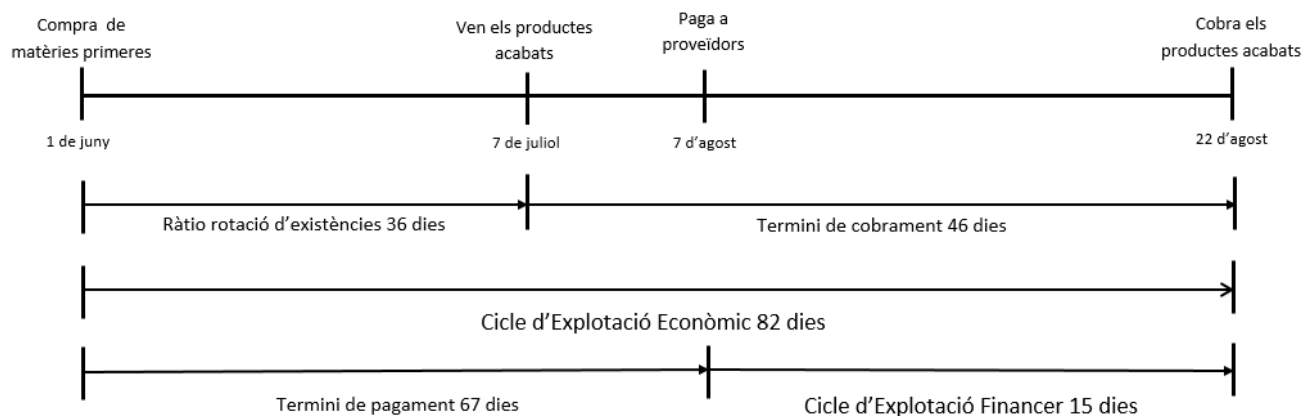 Compra de
matèries primeres
Ven els productes
acabats
Paga a
proveïdors
Cobra els
productes acabats
1 de juny
7 de juliol
7 d’agost
22 d’agost
Ràtio rotació d’existències 36 dies
Termini de cobrament 46 dies
Cicle d’Explotació Econòmic 82 dies
Termini de pagament 67 dies
Cicle d’Explotació Financer 15 dies